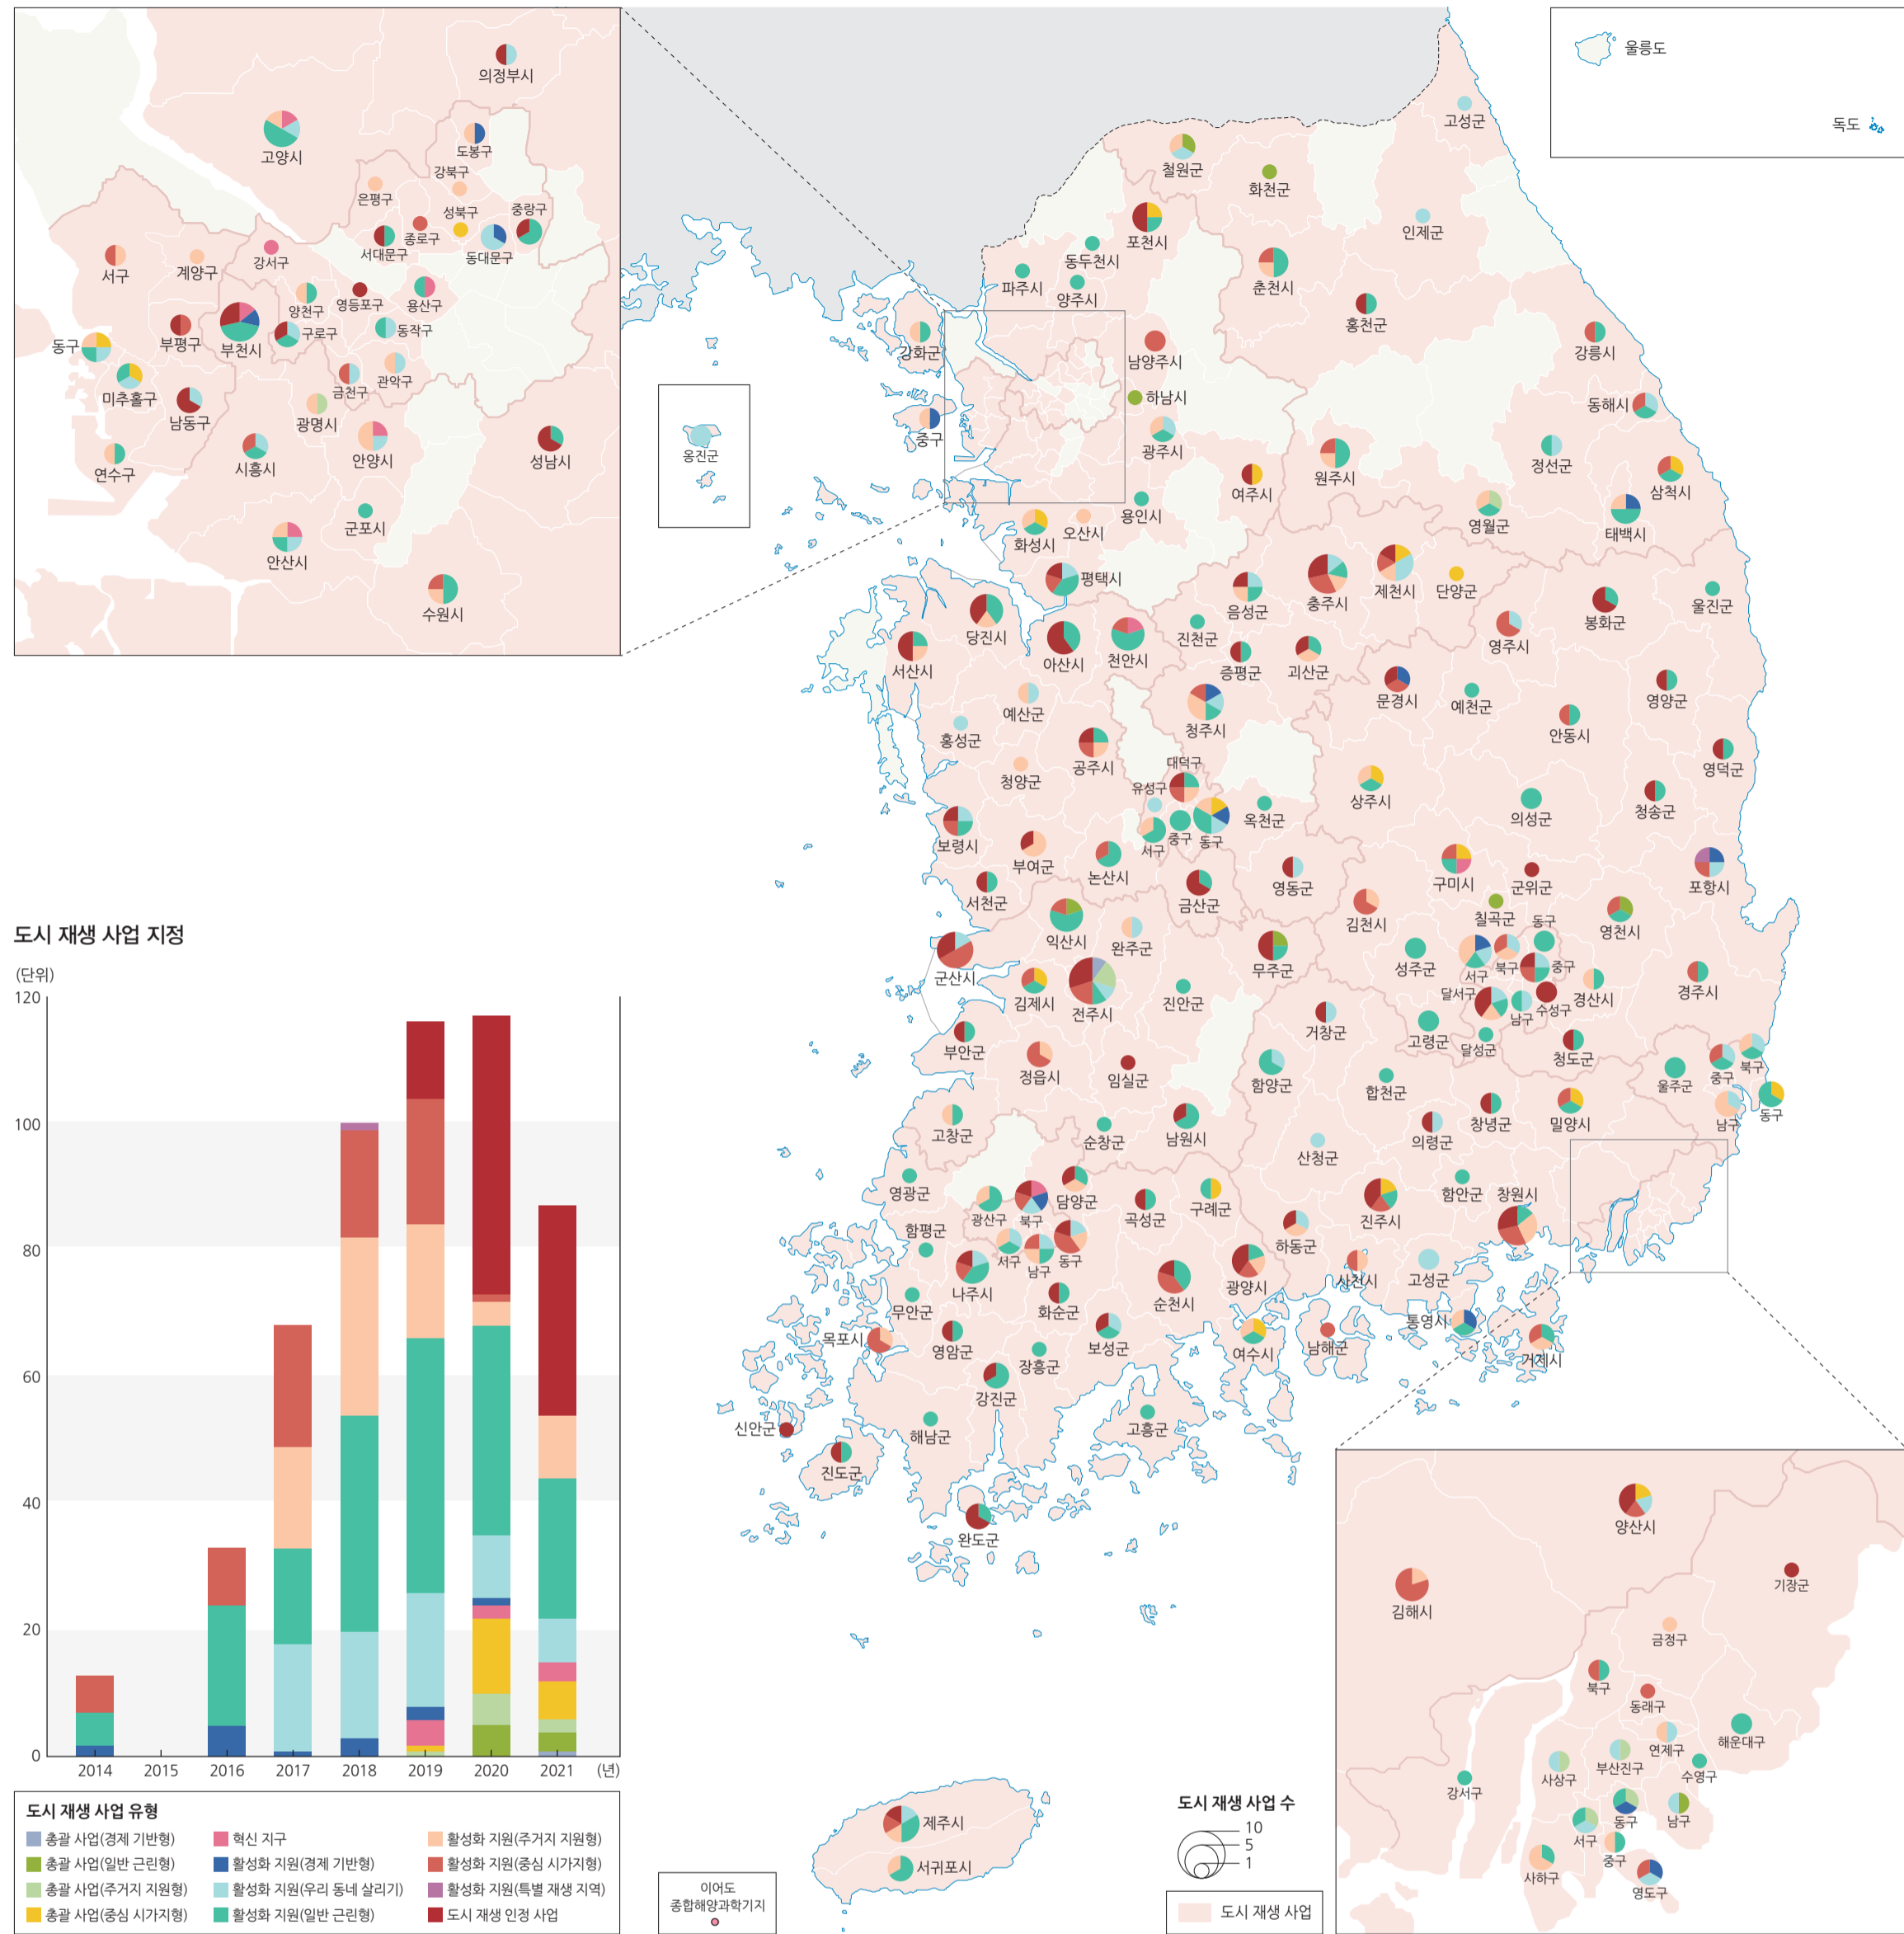 의정부시
고양시
도봉구
강북구
은평구
성북구
중랑구
종로구
서대문구
동대문구
강서구
서구
계양구
양천구
영등포구
용산구
부평구
부천시
구로구
동작구
동구
금천구
관악구
미추홀구
남동구
광명시
연수구
시흥시
안양시
성남시
군포시
안산시
수원시
울릉도
독도
고성군
철원군
화천군
인제군
포천시
동두천시
파주시
양주시
춘천시
홍천군
강화군
남양주시
강릉시
하남시
동해시
중구
광주시
옹진군
여주시
원주시
정선군
삼척시
용인시
영월군
태백시
화성시
오산시
평택시
음성군
충주시
제천시
단양군
울진군
봉화군
당진시
아산시
천안시
진천군
영주시
서산시
증평군
괴산군
문경시
예천군
영양군
예산군
청주시
안동시
홍성군
공주시
영덕군
청양군
대덕구
유성구
상주시
의성군
청송군
옥천군
보령시
서구
중구
동구
부여군
논산시
영동군
구미시
군위군
포항시
서천군
금산군
김천시
칠곡군
동구
영천시
익산시
완주군
무주군
성주군
서구
북구
중구
군산시
김제시
전주시
진안군
달서구
남구
수성구
경산시
경주시
거창군
고령군
달성군
청도군
부안군
정읍시
임실군
함양군
합천군
울주군
중구
북구
동구
남구
고창군
순창군
남원시
의령군
창녕군
밀양시
산청군
영광군
담양군
구례군
함안군
창원시
광산구
북구
곡성군
진주시
함평군
서구
남구
동구
하동군
나주시
순천시
광양시
사천시
고성군
무안군
화순군
통영시
목포시
영암군
장흥군
보성군
여수시
남해군
거제시
강진군
신안군
해남군
고흥군
진도군
완도군
도시 재생 사업 지정
(단위)
120
100
80
60
40
20
0
2014 2015 2016 2017 2018 2019 2020 2021 (년)
도시 재생 사업 유형
총괄 사업(경제 기반형)
총괄 사업(일반 근린형)
총괄 사업(주거지 지원형)
총괄 사업(중심 시가지형)
혁신 지구
활성화 지원(경제 기반형)
활성화 지원(우리 동네 살리기)
활성화 지원(일반 근린형)
활성화 지원(주거지 지원형)
활성화 지원(중심 시가지형)
활성화 지원(특별 재생 지역)
도시 재생 인정 사업
제주시
서귀포시
이어도
종합해양과학기지
도시 재생 사업 수
10
5
1
도시 재생 사업
양산시
기장군
김해시
금정구
북구
동래구
해운대구
연제구
부산진구
사상구
수영구
강서구
동구
남구
서구
중구
사하구
영도구